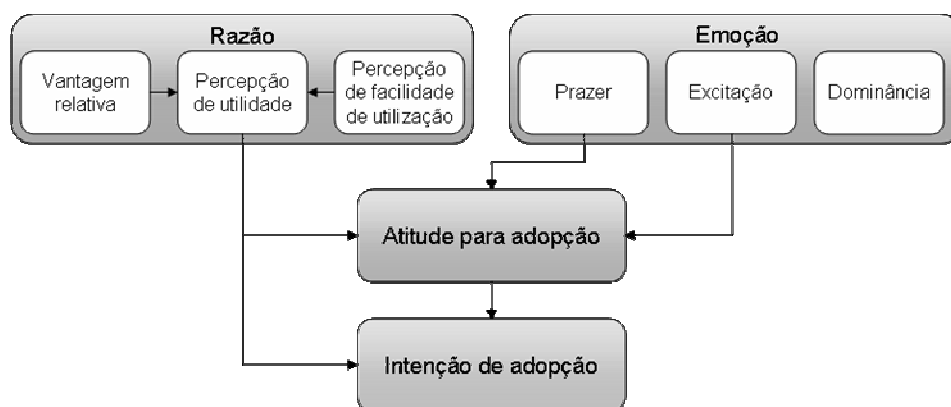 Razão
Vantagem
relativa
Percepção
de utilidade
Percepção
de facilidade
de utilização
Emoção
Prazer
Excitação
Dominância
Atitude para adopção
Intenção de adopção